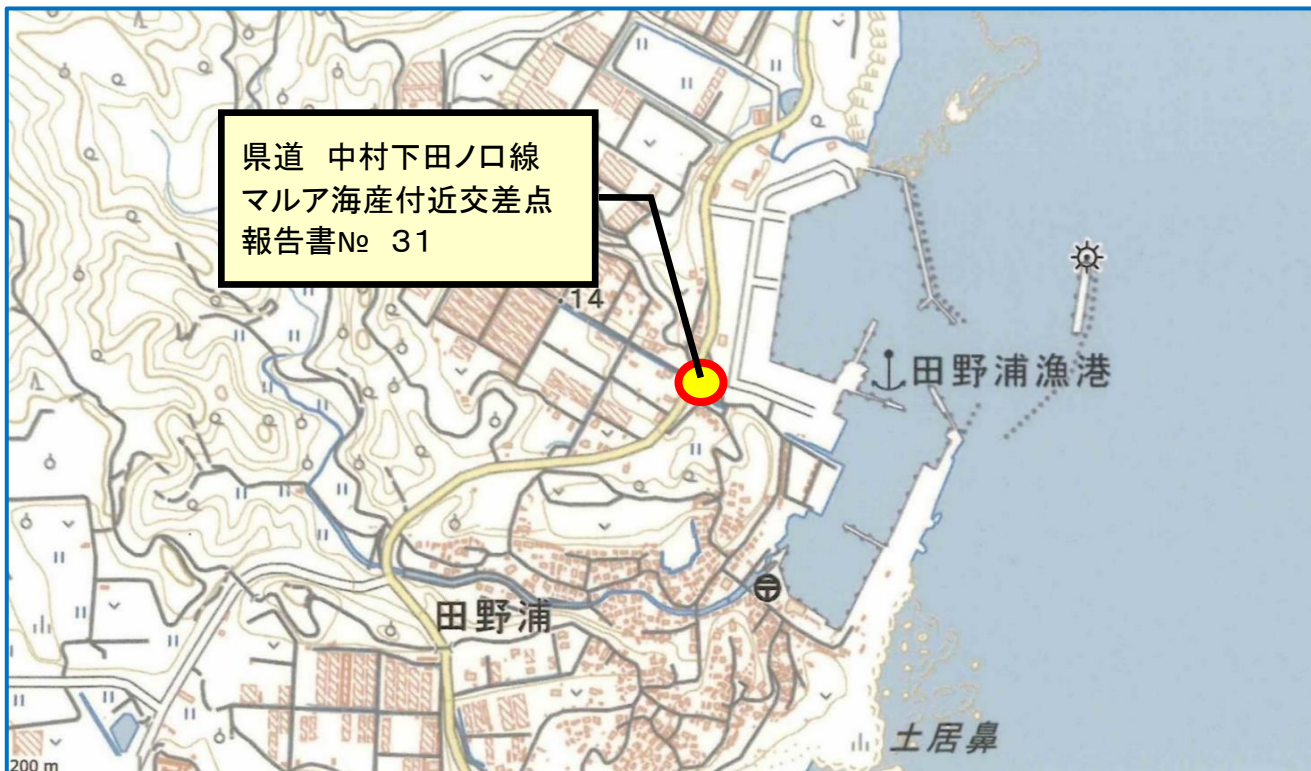 県道 中村下田ノ口線
マルア海産付近交差点
報告書№ 31
・14
田野浦漁港
田野浦
土居鼻
200 m